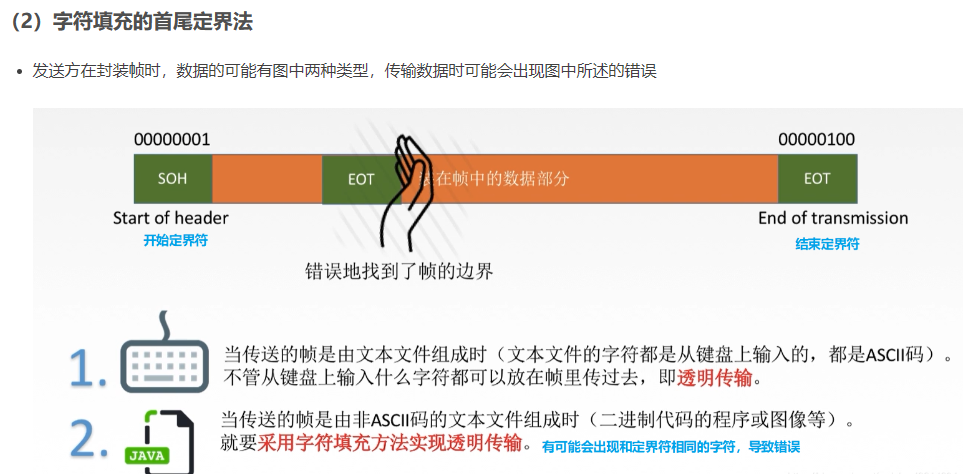 （2）字符填充的首尾定界法
发送方在封装帧时，数据的可能有图中两种类型，传输数据时可能会出现图中所述的错误
00000001
00000100
SOH
EOT
在帧中的数据部分
EOT
Start of header
End of transmission
开始定界符
结束定界符
错误地找到了帧的边界
1.
当传送的帧是由文本文件组成时（文本文件的字符都是从键盘上输入的，都是ASCII码）。
不管从键盘上输入什么字符都可以放在帧里传过去，即透明传输。
2.
JAVA
当传送的帧是由非ASCII码的文本文件组成时（二进制代码的程序或图像等）。
就要采用字符填充方法实现透明传输。 有可能会出现和定界符相同的字符，导致错误